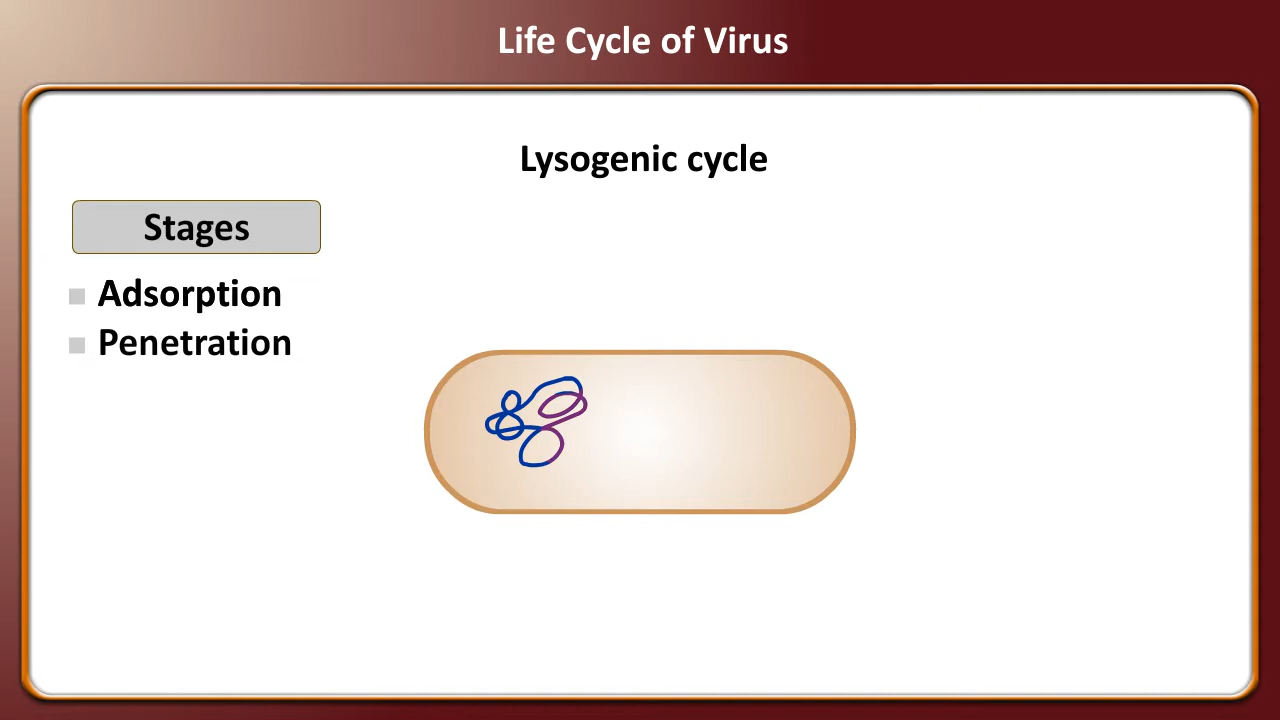 Life Cycle of Virus
Lysogenic cycle
Stages
Adsorption
Penetration